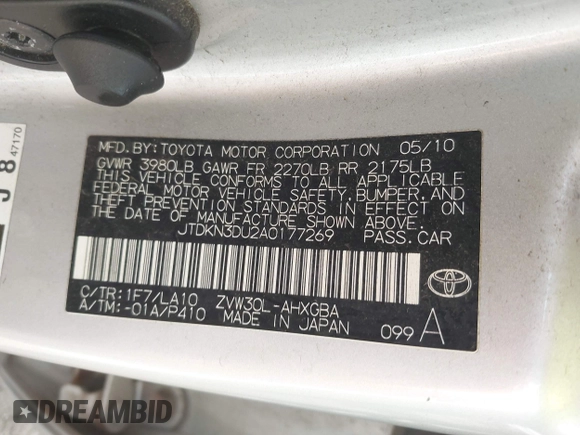 MFD.BY:TOYOTA MOTOR CORPORATION 05/10
GVWR 3980LB GAWR FR 2270LB RR 2175LB
THIS VEHICLE CONFORMS TO ALL APPLICABLE
FEDERAL MOTOR VEHICLE SAFETY, BUMPER, AND
THEFT PREVENTION STANDARDS IN EFFECT ON
THE DATE OF MANUFACTURE SHOWN ABOVE.
JTDKN3DU2A0177269 PASS.CAR
C/TR:1F7/LA10 ZVW30L-AHXGBA
A/TM:-01A/P410 MADE IN JAPAN 099 A
J 8 47170
DREAMBID